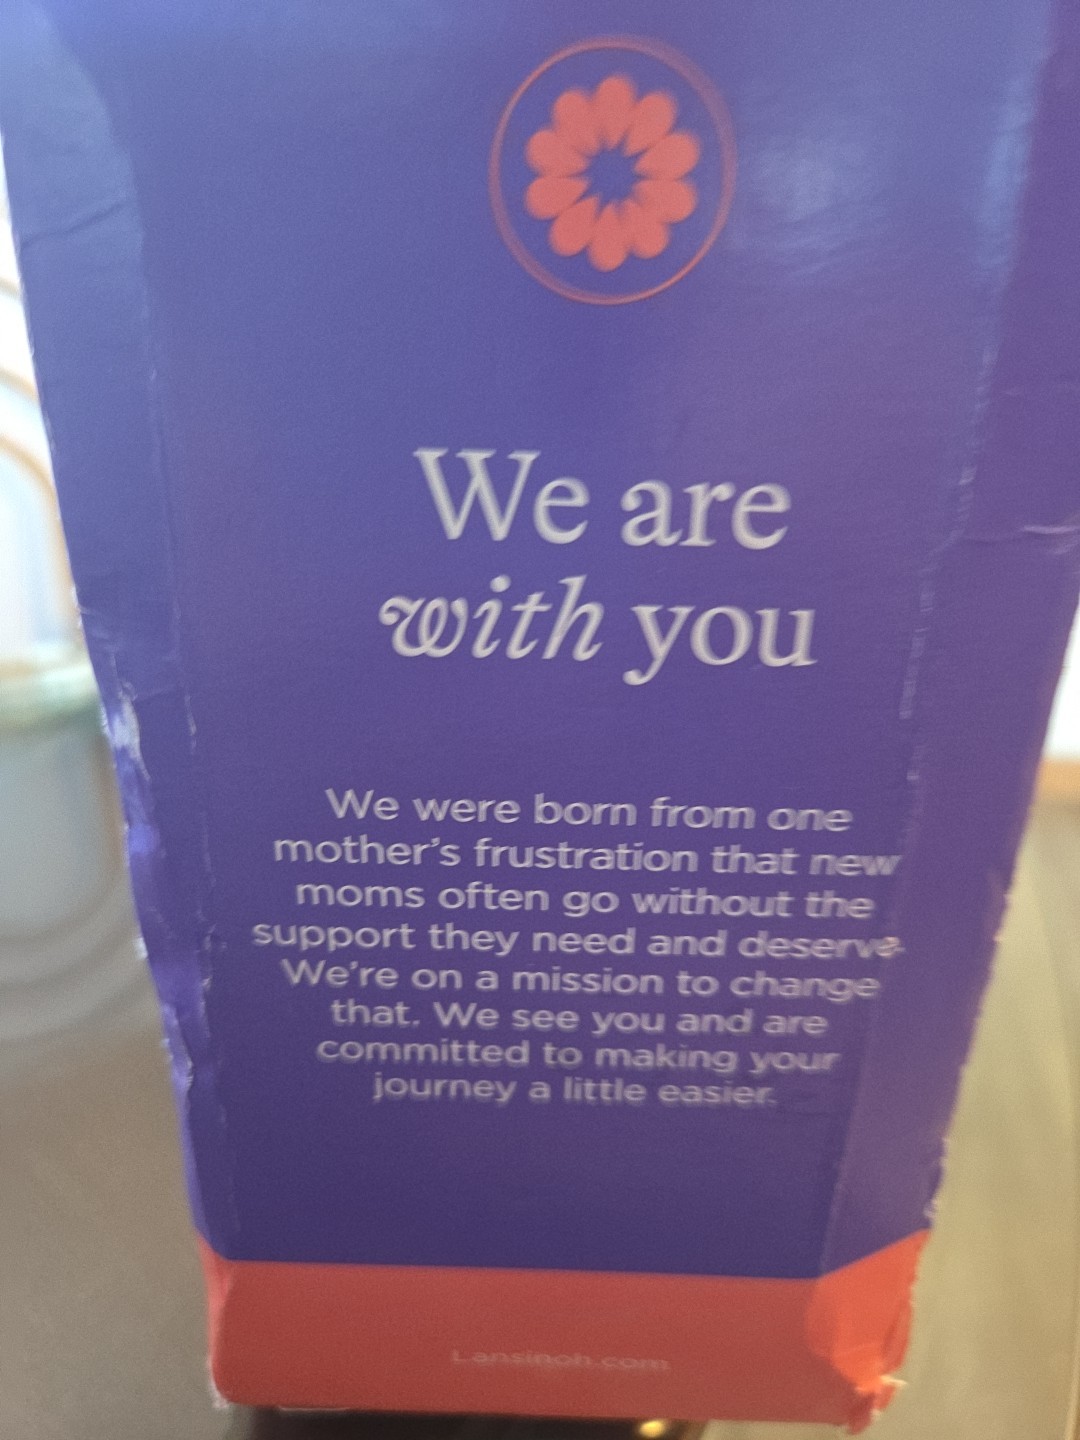 We are
with you
We were born from one
mother's frustration that new
moms often go without the
support they need and deserve.
We're on a mission to change
that. We see you and are
committed to making your
journey a little easier.
Lansinoh.com